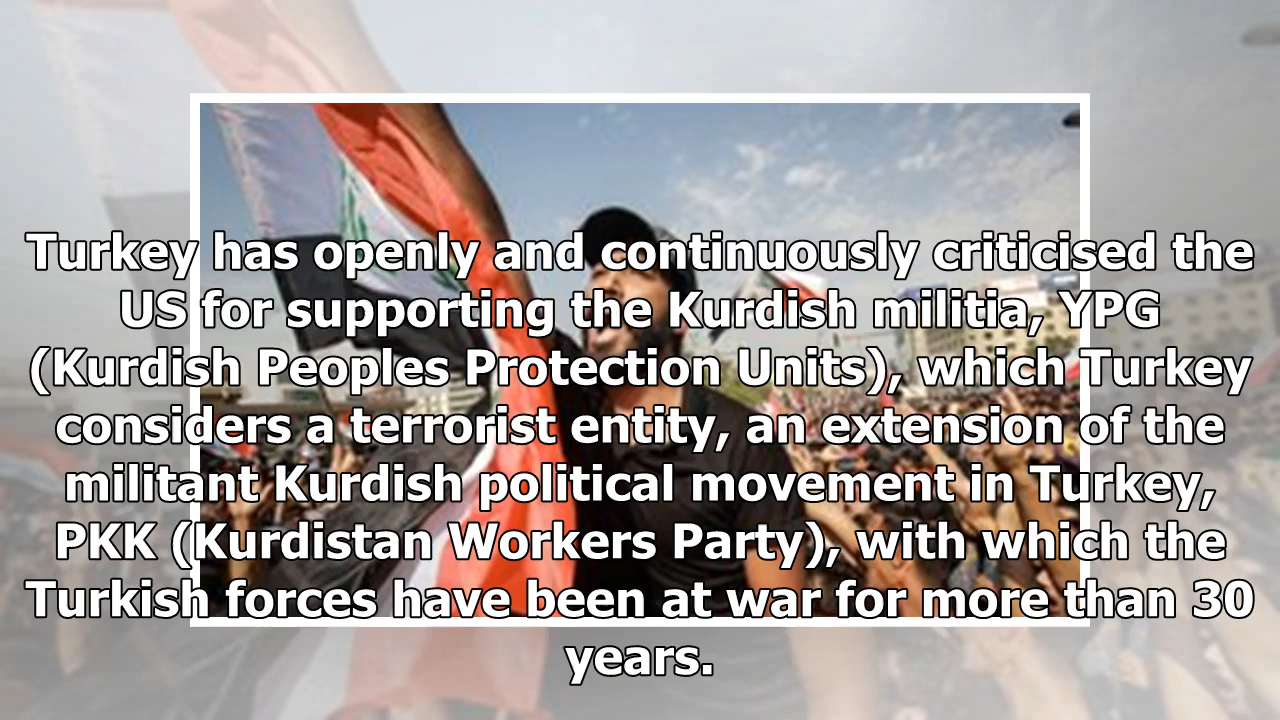 Turkey has openly and continuously criticised the
US for supporting the Kurdish militia, YPG
(Kurdish Peoples Protection Units), which Turkey
considers a terrorist entity, an extension of the
militant Kurdish political movement in Turkey,
PKK (Kurdistan Workers Party), with which the
Turkish forces have been at war for more than 30
years.